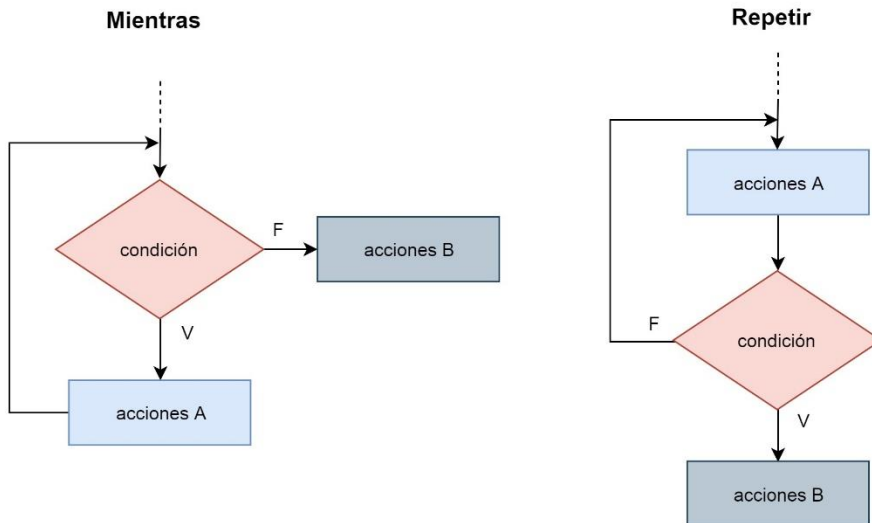 Mientras
condición
F
acciones B
V
acciones A
Repetir
acciones A
condición
F
V
acciones B